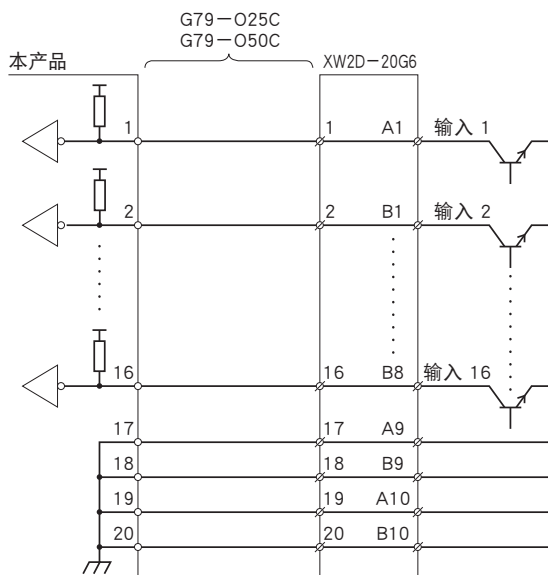 G79－O25C
G79－O50C
本产品 XW2D－20G6
1 1 A1 输入 1
2 2 B1 输入 2
16 16 B8 输入 16
17 17 A9
18 18 B9
19 19 A10
20 20 B10